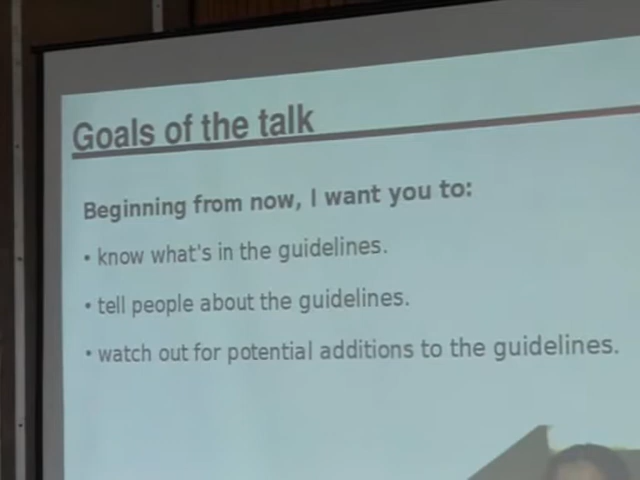 Goals of the talk
Beginning from now, I want you to:
• know what's in the guidelines.
• tell people about the guidelines.
• watch out for potential additions to the guidelines.